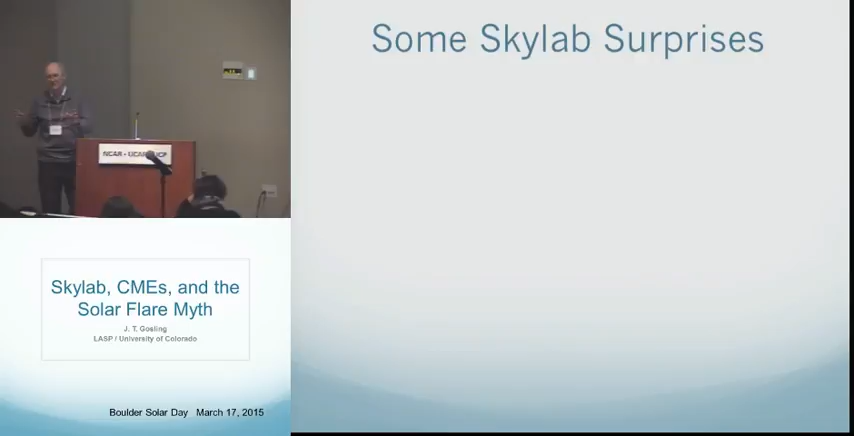 Some Skylab Surprises
NCAR • UCAR • UCP
Skylab, CMEs, and the
Solar Flare Myth
J. T. Gosling
LASP / University of Colorado
Boulder Solar Day March 17, 2015